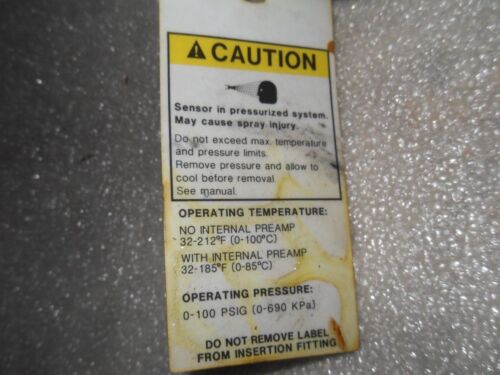 CAUTION
Sensor in pressurized system.
May cause spray injury.
Do not exceed max. temperature
and pressure limits.
Remove pressure and allow to
cool before removal.
See manual.
OPERATING TEMPERATURE:
NO INTERNAL PREAMP
32-212°F (0-100°C)
WITH INTERNAL PREAMP
32-185°F (0-85°C)
OPERATING PRESSURE:
0-100 PSIG (0-690 KPa)
DO NOT REMOVE LABEL
FROM INSERTION FITTING